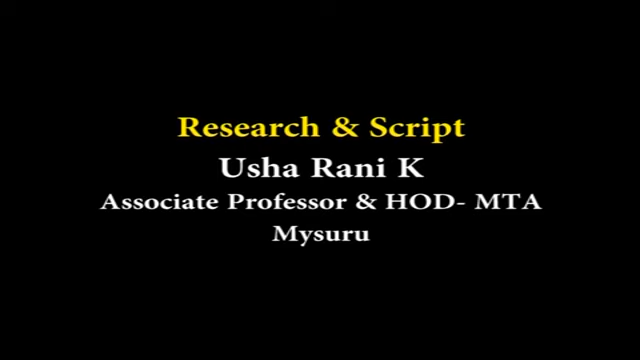 Research & Script
Usha Rani K
Associate Professor & HOD- MTA
Mysuru